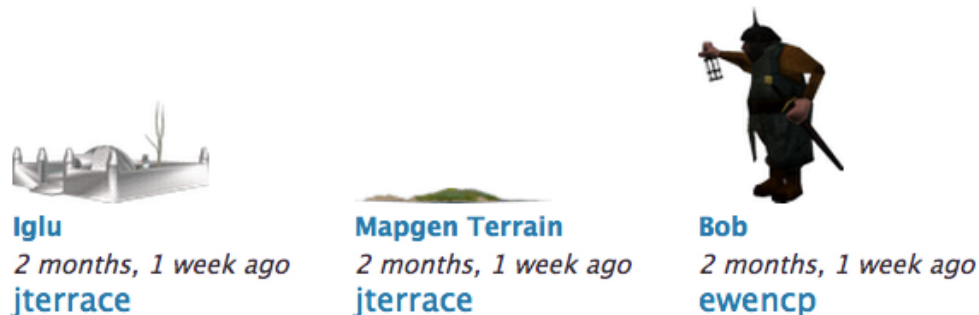 Iglu
2 months, 1 week ago
jterrace
Mapgen Terrain
2 months, 1 week ago
jterrace
Bob
2 months, 1 week ago
ewencp